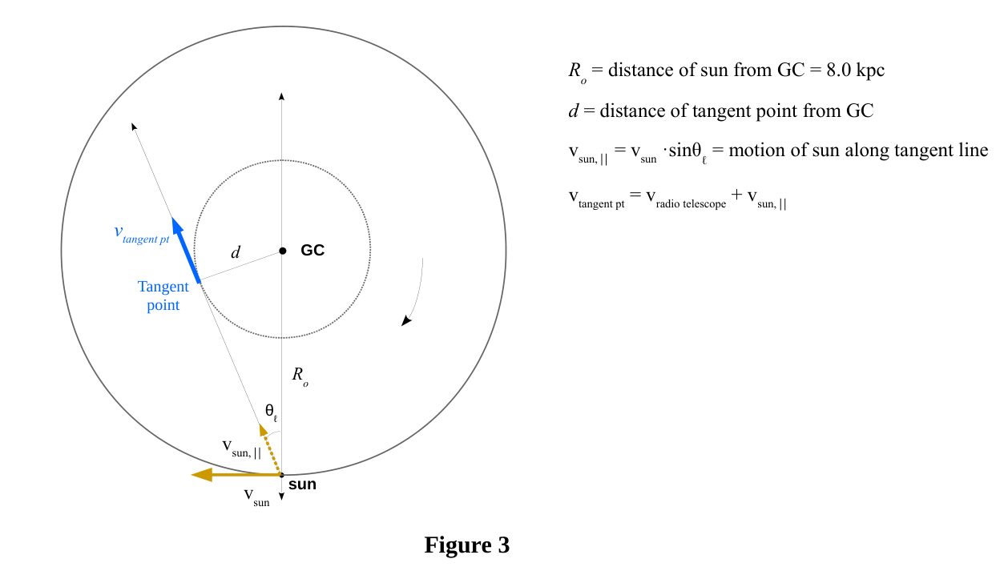 R_o = distance of sun from GC = 8.0 kpc
d = distance of tangent point from GC
v_sun, || = v_sun ·sinθ_ℓ = motion of sun along tangent line
v_tangent pt = v_radio telescope + v_sun, ||
v_tangent pt
d
GC
Tangent
point
R_o
θ_ℓ
v_sun, ||
sun
v_sun
Figure 3